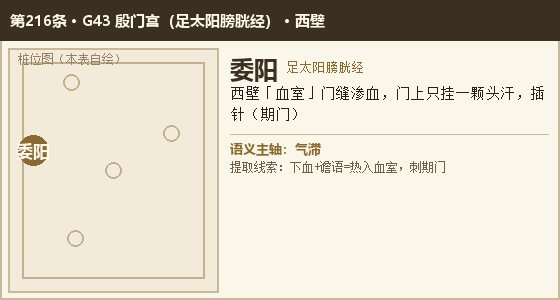 第216条・G43 殷门宫（足太阳膀胱经）・西壁
桩位图（本表自绘）
委阳
委阳 足太阳膀胱经
西壁「血室」门缝渗血，门上只挂一颗头汗，插
针（期门）
语义主轴：气滞
提取线索：下血+谵语=热入血室，刺期门